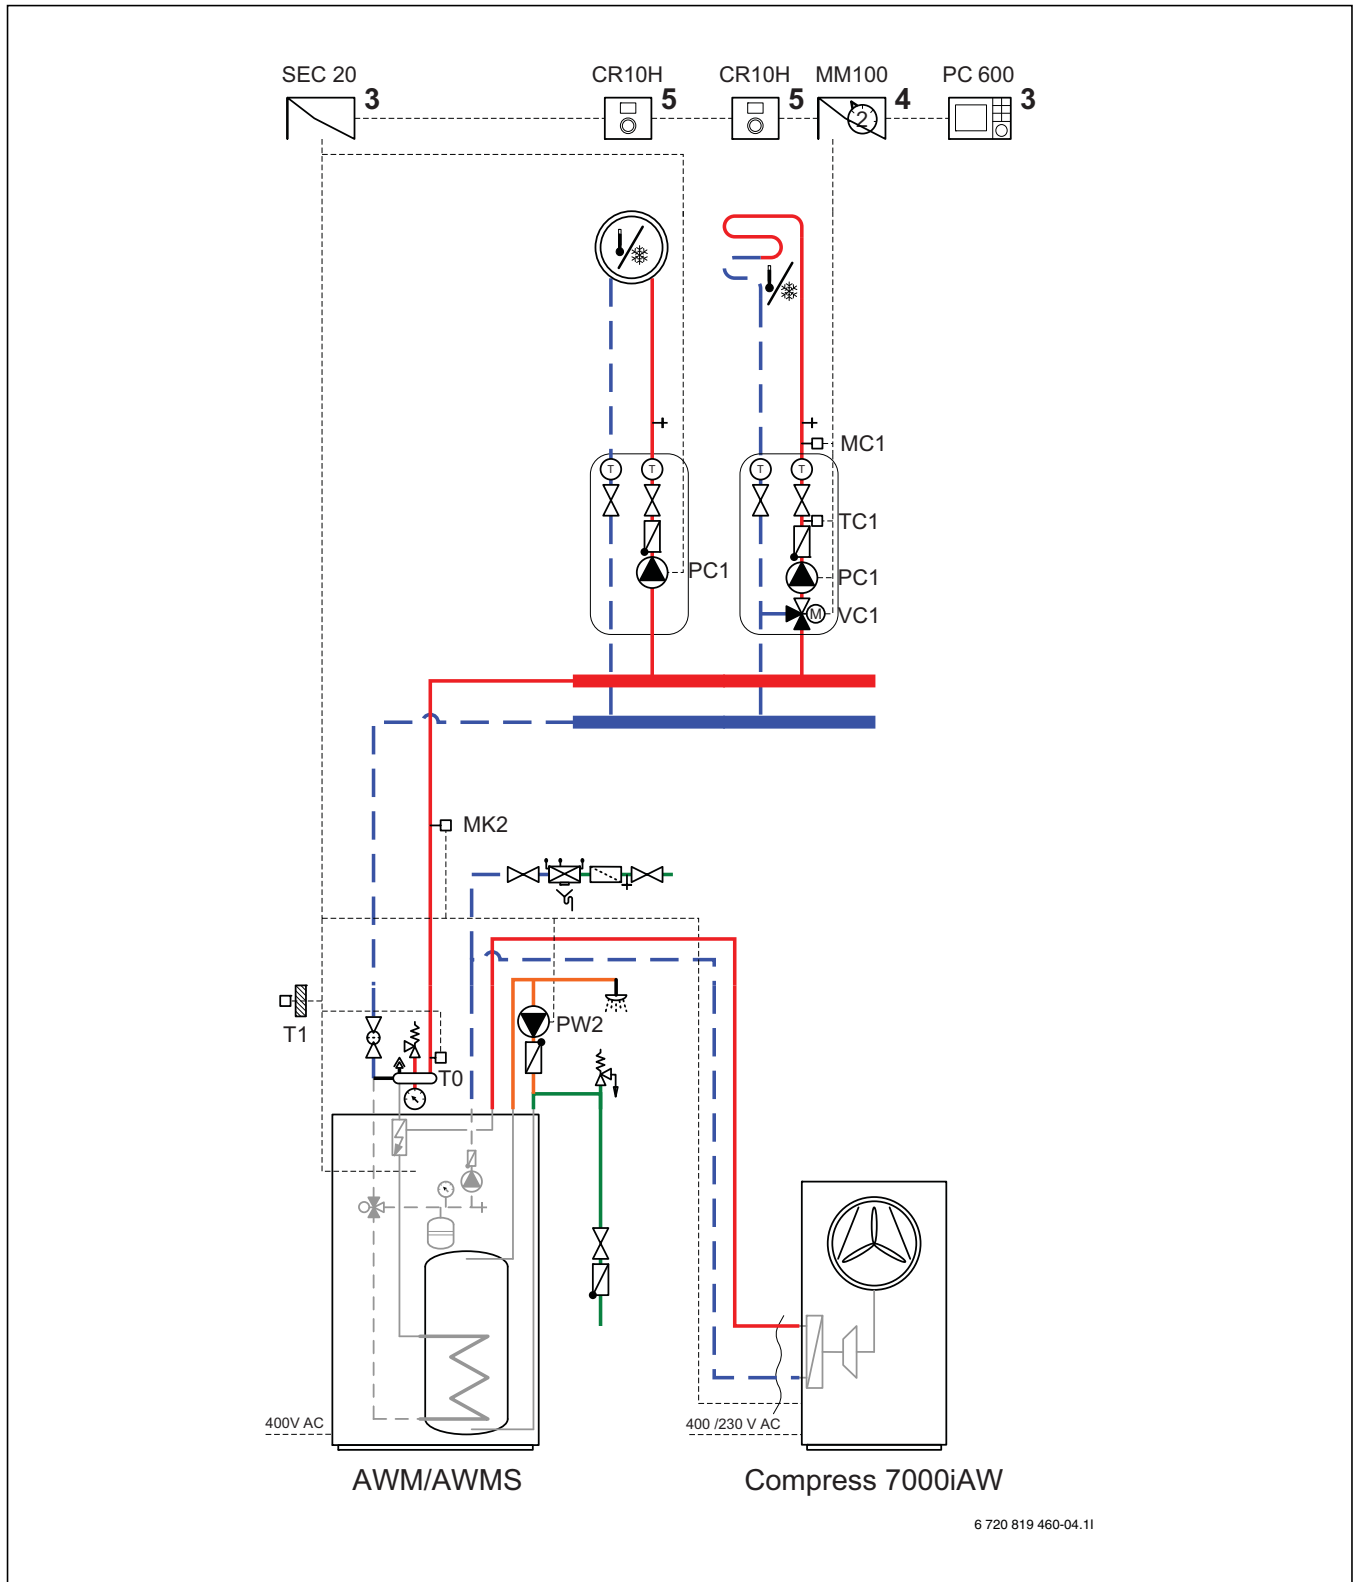 SEC 20 CR10H CR10H MM100 PC 600
3 5 5 4 3
2
MC1
T T T T
TC1
PC1 PC1
M VC1
MK2
PW2
T1
T0
400V AC 400 /230 V AC
AWM/AWMS Compress 7000iAW
6 720 819 460-04.1I